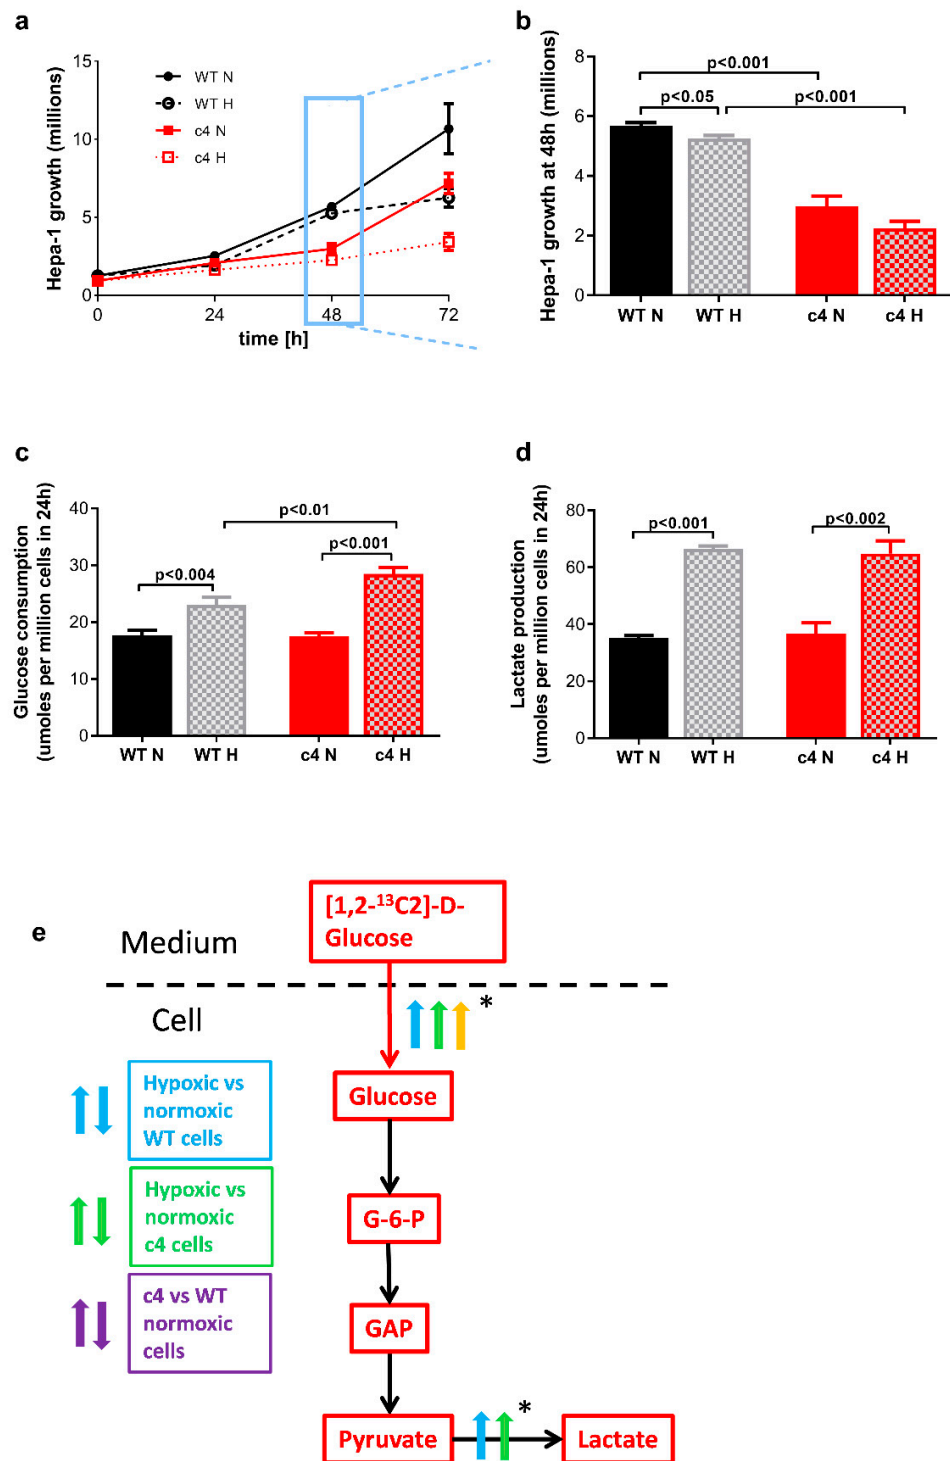 a
Hepa-1 growth (millions)
15
10
5
0
WT N
WT H
c4 N
c4 H
0 24 48 72
time [h]
b
Hepa-1 growth at 48h (millions)
8
6
4
2
0
p<0.001
p<0.05
p<0.001
WT N WT H c4 N c4 H
c
Glucose consumption
(umoles per million cells in 24h)
40
30
20
10
0
p<0.01
p<0.001
p<0.004
WT N WT H c4 N c4 H
d
Lactate production
(umoles per million cells in 24h)
80
60
40
20
0
p<0.001
p<0.002
WT N WT H c4 N c4 H
e
Medium
[1,2-¹³C2]-D-
Glucose
Cell
*
Hypoxic vs
normoxic
WT cells
Hypoxic vs
normoxic
c4 cells
c4 vs WT
normoxic
cells
Glucose
G-6-P
GAP
Pyruvate
*
Lactate